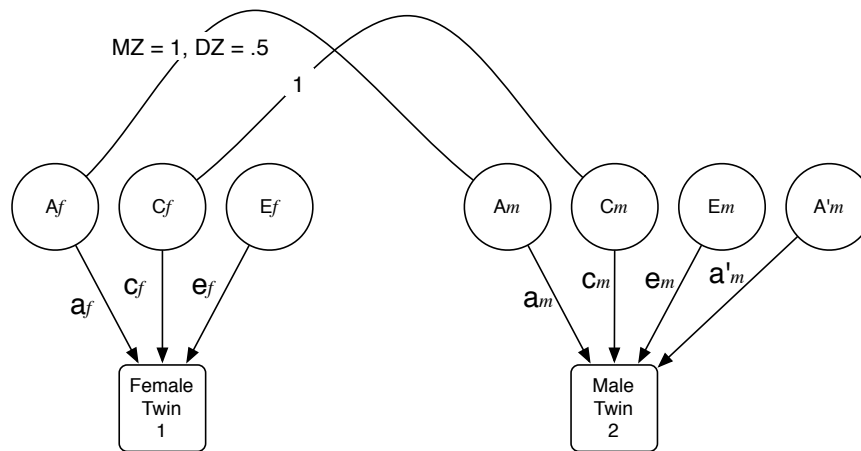 MZ = 1, DZ = .5
1
Af
Cf
Ef
Am
Cm
Em
A'm
af
cf
ef
am
cm
em
a'm
Female
Twin
1
Male
Twin
2